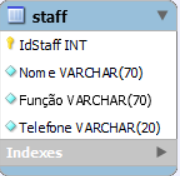 staff
IdStaff INT
Nome VARCHAR(70)
Função VARCHAR(70)
Telefone VARCHAR(20)
Indexes